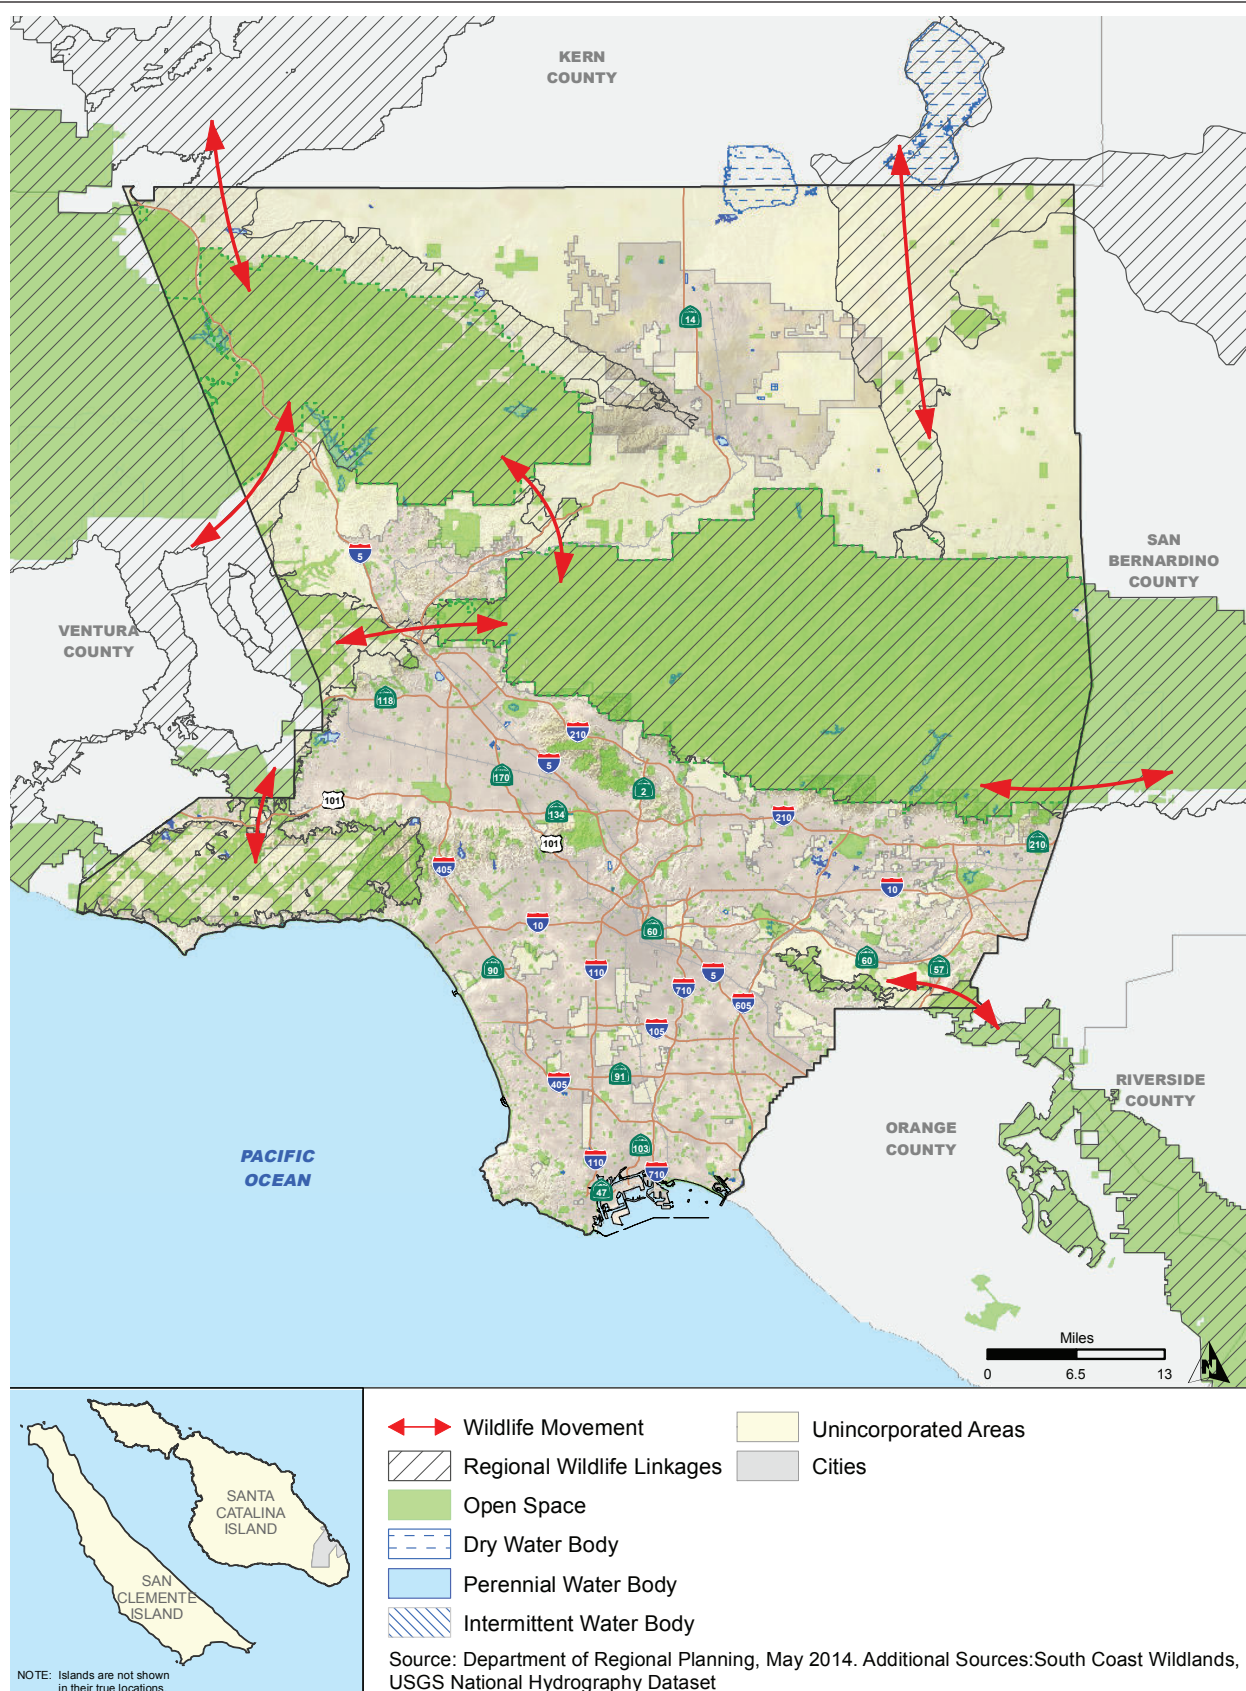 KERN
COUNTY
14
SAN
BERNARDINO
COUNTY
5
VENTURA
COUNTY
118
210
5
170
2
101
134
210
101
210
405
10
10
60
60
57
90
110
5
710
605
105
91
405
RIVERSIDE
COUNTY
ORANGE
COUNTY
103
PACIFIC
OCEAN
110
710
47
Miles
0 6.5 13
N
Wildlife Movement
Regional Wildlife Linkages
Open Space
Dry Water Body
Perennial Water Body
Intermittent Water Body
Unincorporated Areas
Cities
SANTA
CATALINA
ISLAND
SAN
CLEMENTE
ISLAND
NOTE: Islands are not shown
in their true locations
Source: Department of Regional Planning, May 2014. Additional Sources:South Coast Wildlands,
USGS National Hydrography Dataset